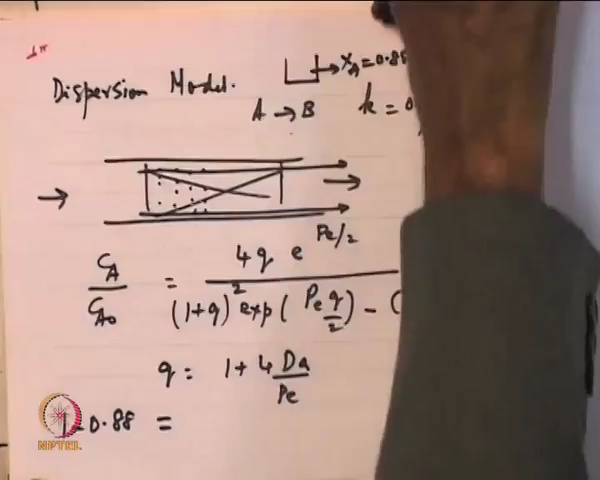 Dispersion Model.
→ X_A = 0.88
A → B k = 0
C_A / C_A0 = 4q e^(Pe/2) / (1+q)^2 exp(Pe q/2) - (
q = 1 + 4 Da/Pe
1-0.88 =
NPTEL